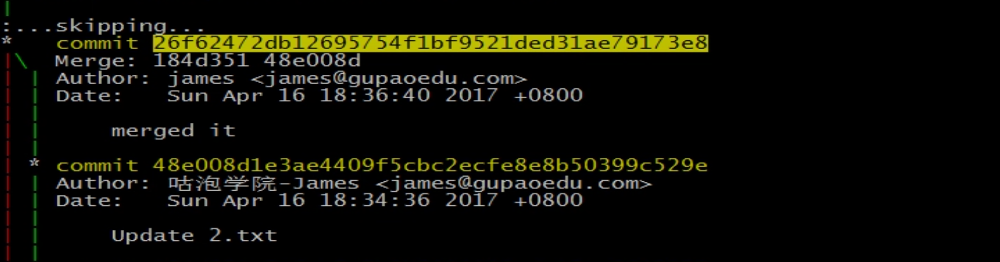 :...skipping...
* commit 26f62472db12695754f1bf9521ded31ae79173e8
|\ Merge: 184d351 48e008d
| | Author: james <james@gupaoedu.com>
| | Date: Sun Apr 16 18:36:40 2017 +0800
| | merged it
| * commit 48e008d1e3ae4409f5cbc2ecfe8e8b50399c529e
| | Author: 咕泡学院-James <james@gupaoedu.com>
| | Date: Sun Apr 16 18:34:36 2017 +0800
| | Update 2.txt